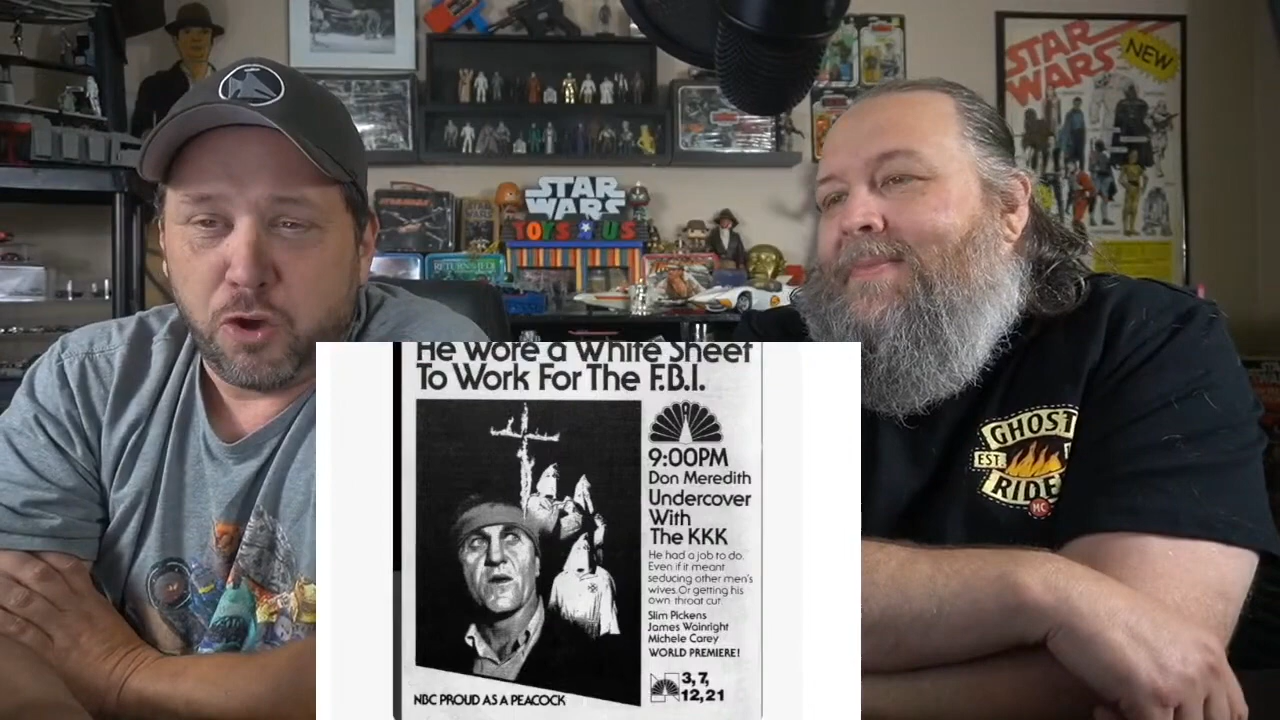 STAR
WARS
NEW
STAR
WARS
TOYS R US
He Wore a White Sheet
To Work For The F.B.I.
9:00PM
Don Meredith
Undercover
With
The KKK
He had a job to do.
Even if it meant
seducing other men's
wives. Or getting his
own throat cut.
Slim Pickens
James Wainright
Michele Carey
WORLD PREMIERE!
3, 7,
12, 21
NBC PROUD AS A PEACOCK
GHOST
EST
RIDE
MC